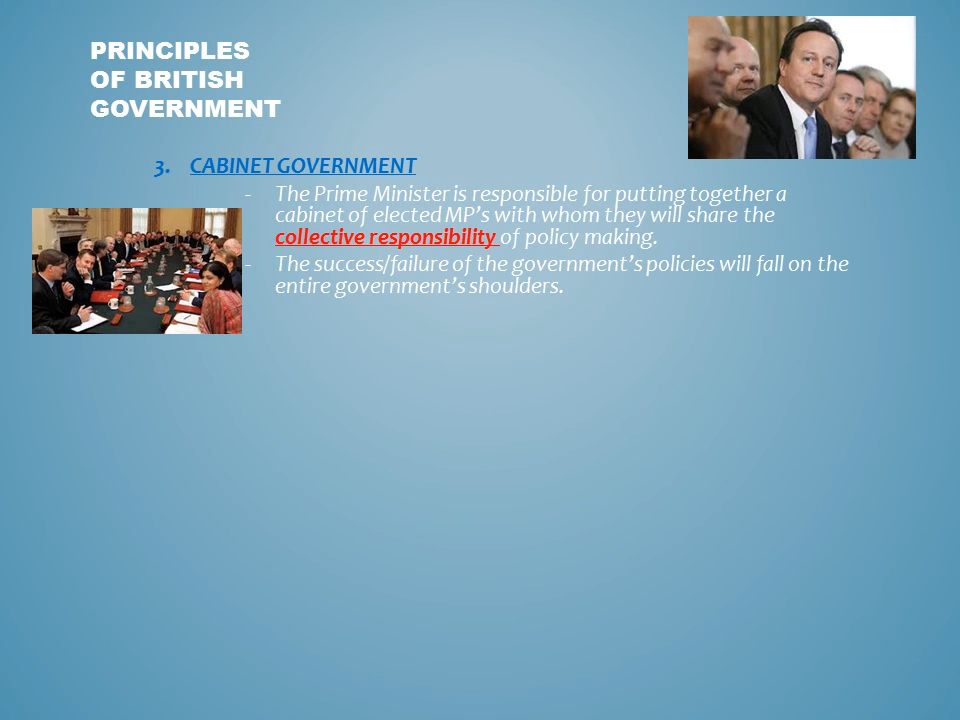 PRINCIPLES
OF BRITISH
GOVERNMENT
3. CABINET GOVERNMENT
- The Prime Minister is responsible for putting together a
cabinet of elected MP's with whom they will share the
collective responsibility of policy making.
- The success/failure of the government's policies will fall on the
entire government's shoulders.